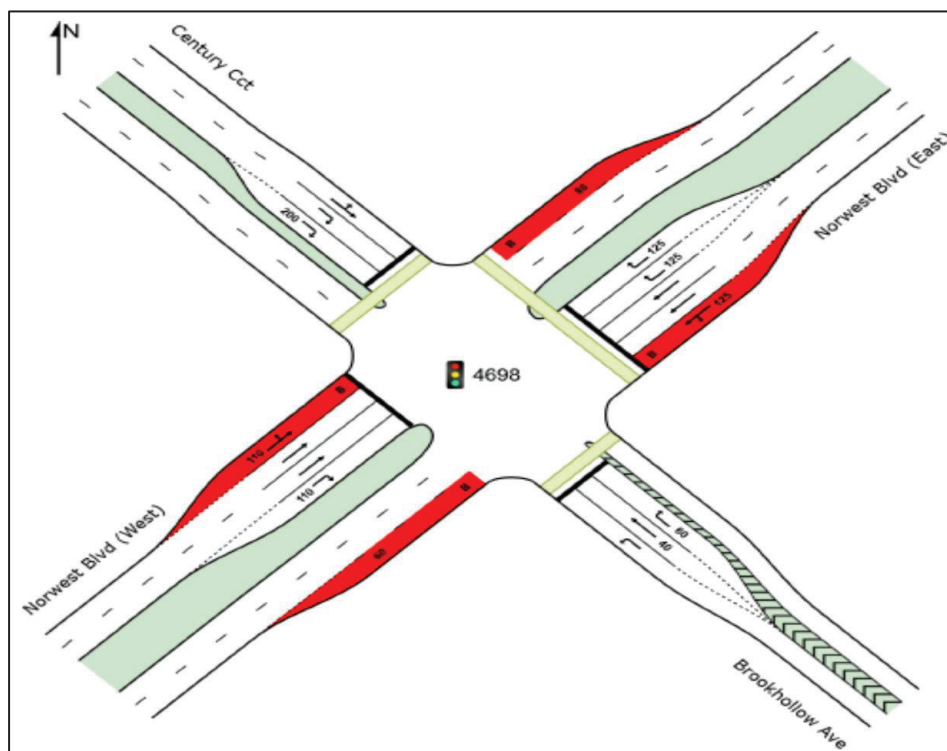 N
Century Cct
Norwest Blvd (East)
B
90
125
125
125
B
200
4698
B
110
110
Norwest Blvd (West)
B
60
60
40
Brookhollow Ave